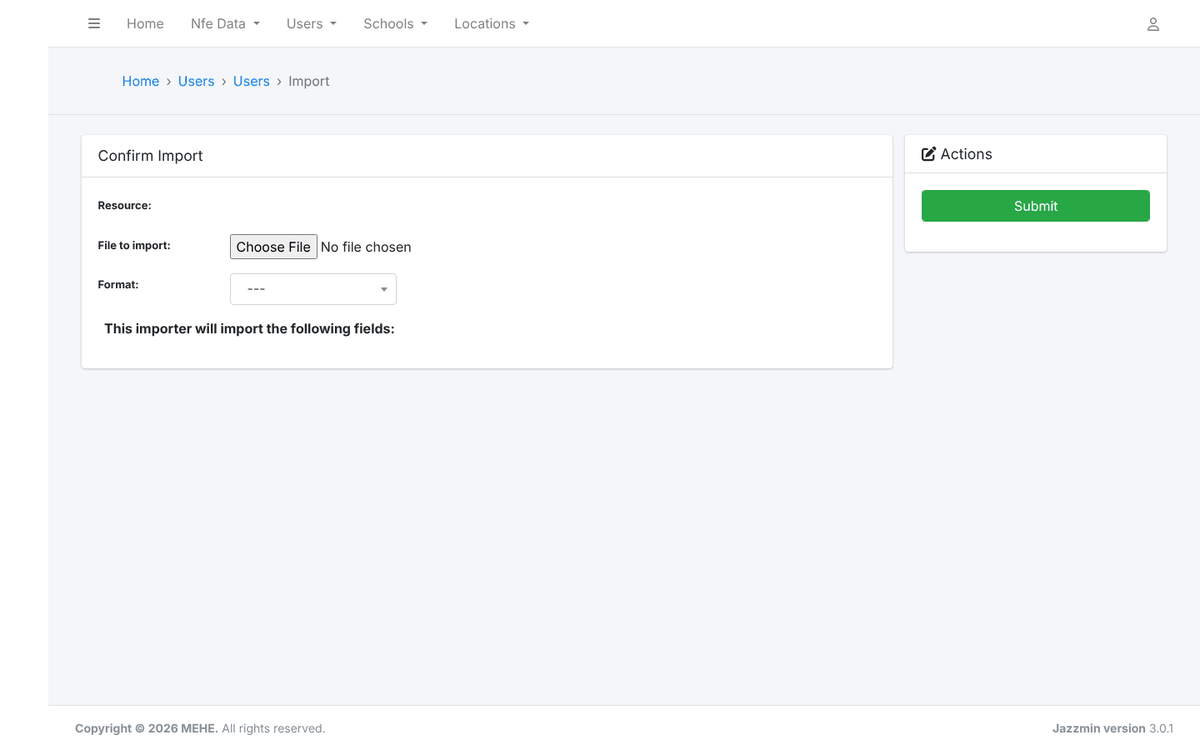 Home Nfe Data Users Schools Locations
Home › Users › Users › Import
Confirm Import
Resource:
File to import: Choose File No file chosen
Format: ---
This importer will import the following fields:
Actions
Submit
Copyright © 2026 MEHE. All rights reserved.
Jazzmin version 3.0.1